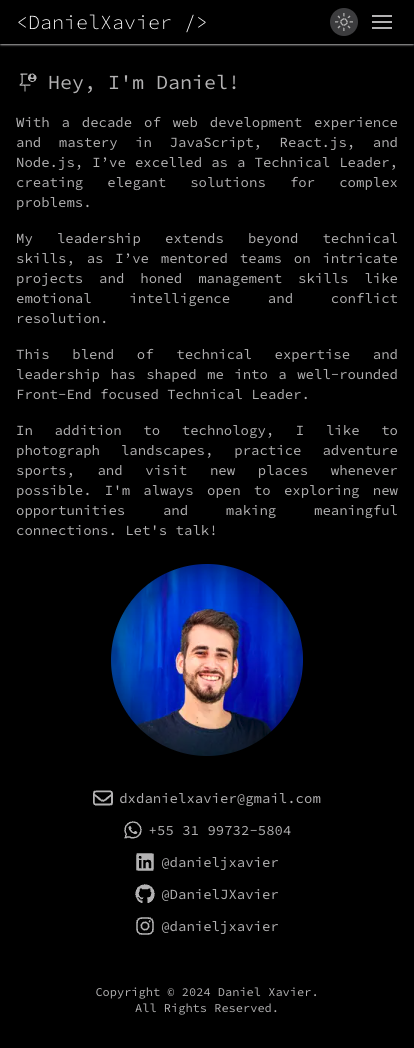 <DanielXavier />
Hey, I'm Daniel!
With a decade of web development experience
and mastery in JavaScript, React.js, and
Node.js, I’ve excelled as a Technical Leader,
creating elegant solutions for complex
problems.
My leadership extends beyond technical
skills, as I’ve mentored teams on intricate
projects and honed management skills like
emotional intelligence and conflict
resolution.
This blend of technical expertise and
leadership has shaped me into a well-rounded
Front-End focused Technical Leader.
In addition to technology, I like to
photograph landscapes, practice adventure
sports, and visit new places whenever
possible. I'm always open to exploring new
opportunities and making meaningful
connections. Let's talk!
dxdanielxavier@gmail.com
+55 31 99732-5804
@danieljxavier
@DanielJXavier
@danieljxavier
Copyright © 2024 Daniel Xavier.
All Rights Reserved.